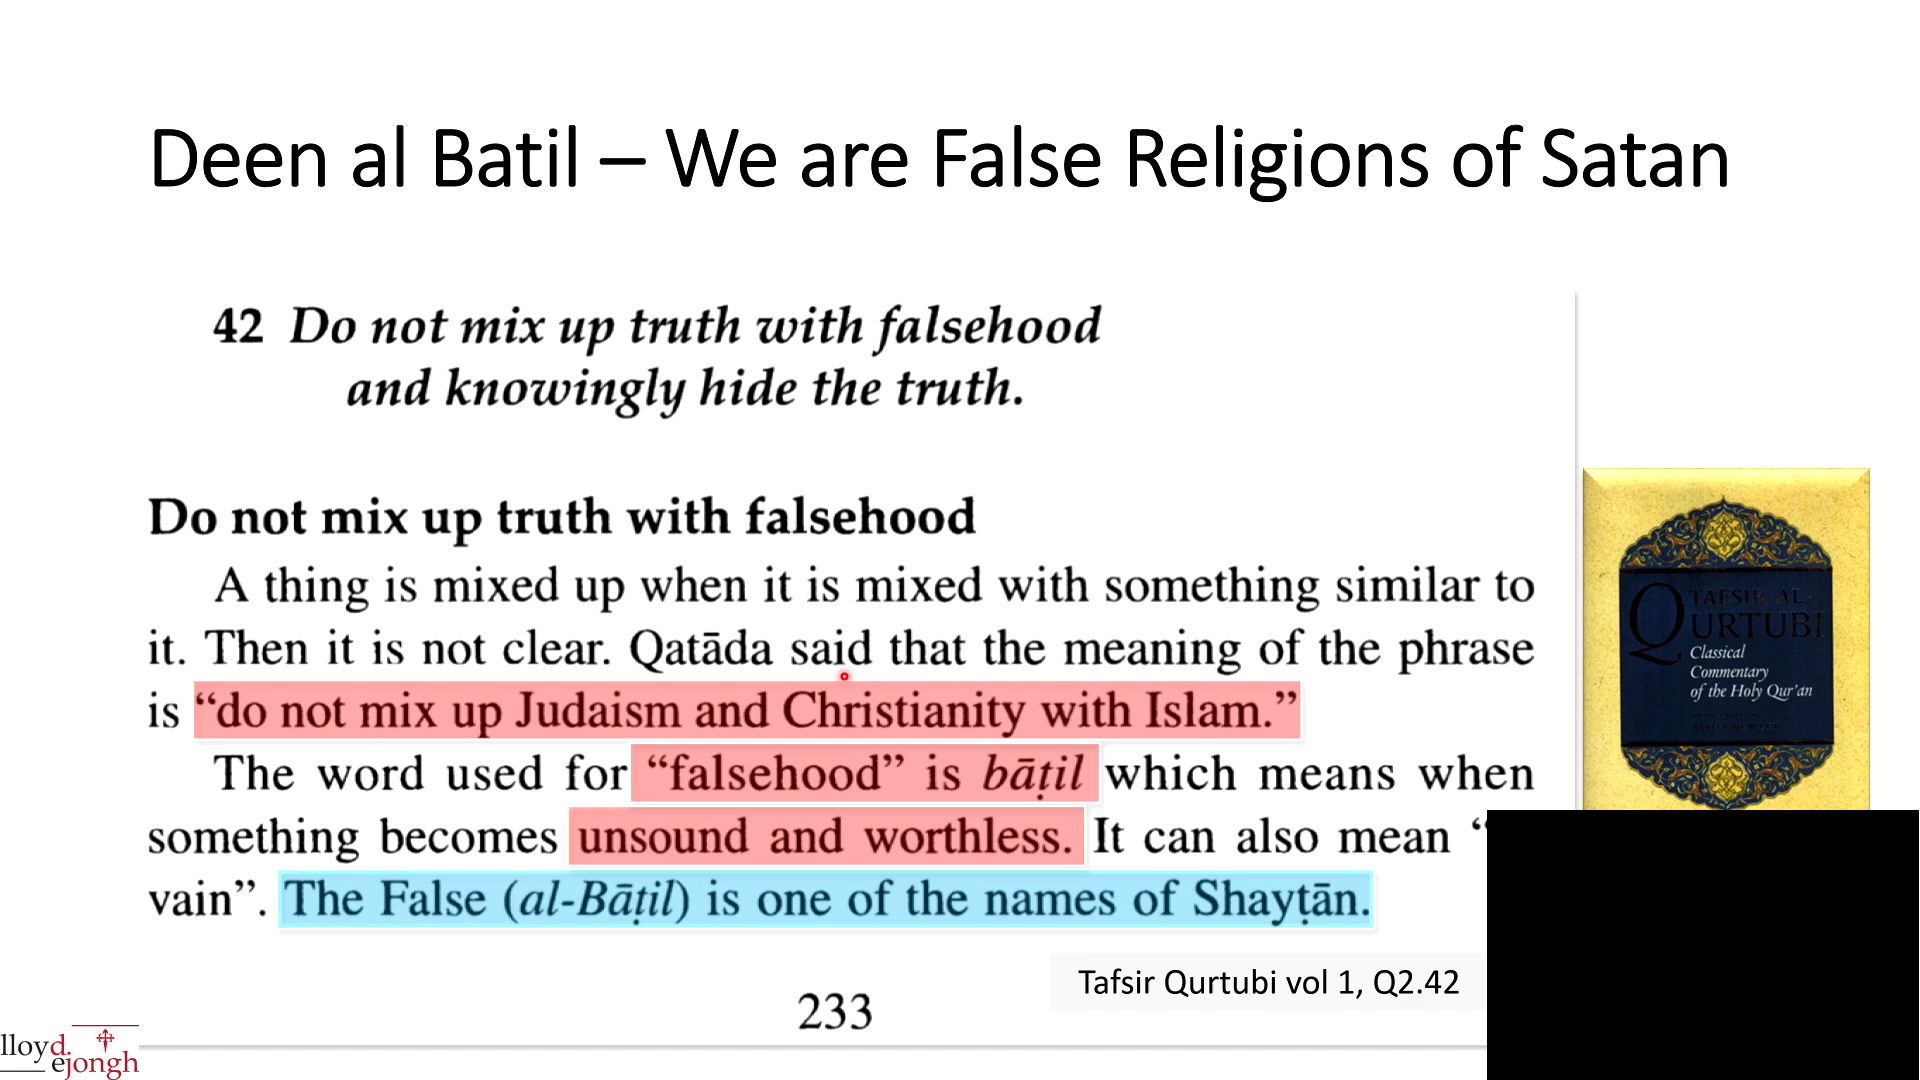 Deen al Batil – We are False Religions of Satan
42 Do not mix up truth with falsehood
and knowingly hide the truth.
Do not mix up truth with falsehood
A thing is mixed up when it is mixed with something similar to
it. Then it is not clear. Qatāda said that the meaning of the phrase
is “do not mix up Judaism and Christianity with Islam.”
The word used for “falsehood” is bāṭil which means when
something becomes unsound and worthless. It can also mean “
vain”. The False (al-Bāṭil) is one of the names of Shayṭān.
233
Tafsir Qurtubi vol 1, Q2.42
TAFSIR AL-
QURTUBI
Classical
Commentary
of the Holy Qur'an
lloyd.
ejongh